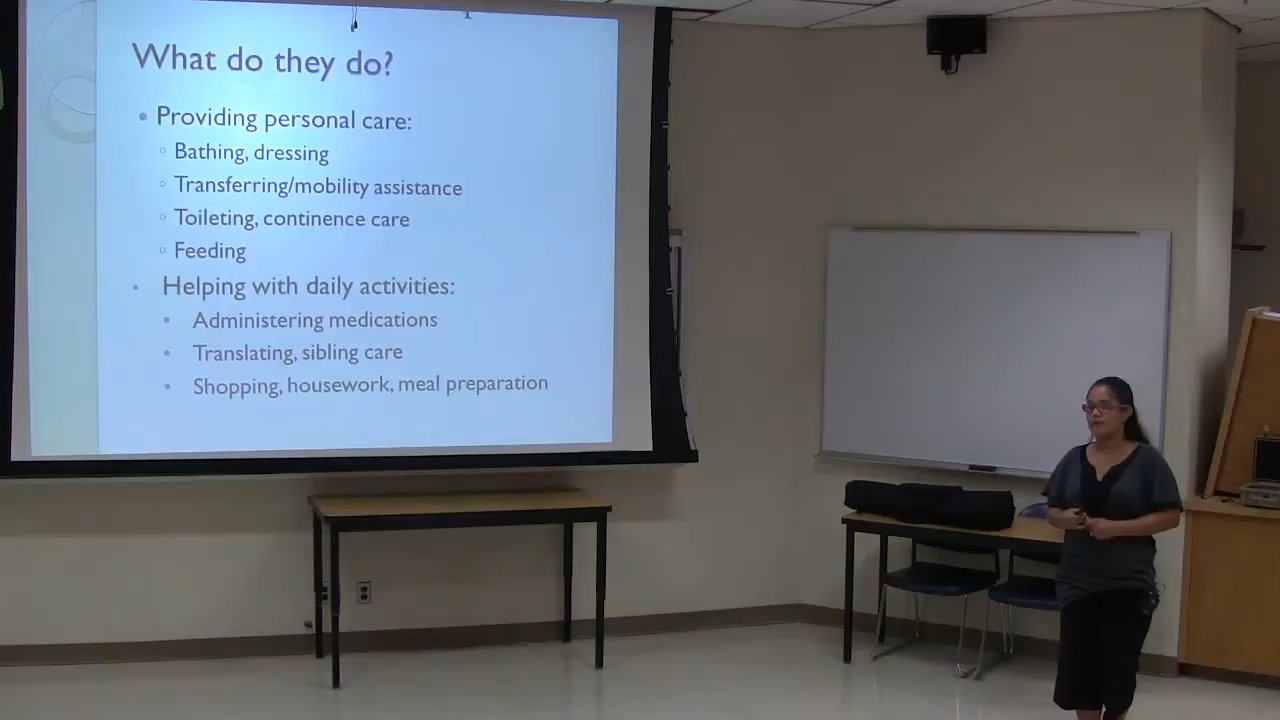 What do they do?
• Providing personal care:
◦ Bathing, dressing
◦ Transferring/mobility assistance
◦ Toileting, continence care
◦ Feeding
• Helping with daily activities:
• Administering medications
• Translating, sibling care
• Shopping, housework, meal preparation